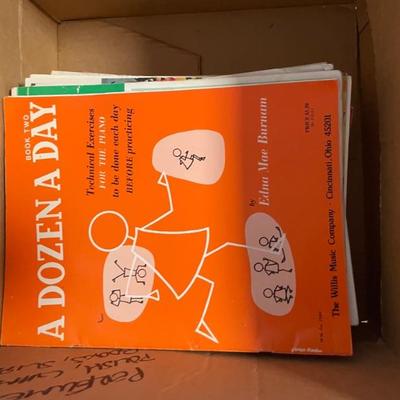 BOOK TWO
A DOZEN A DAY
Technical Exercises
FOR THE PIANO
to be done each day
BEFORE practicing
by
Edna Mae Burnam
The Willis Music Company · Cincinnati, Ohio 45201